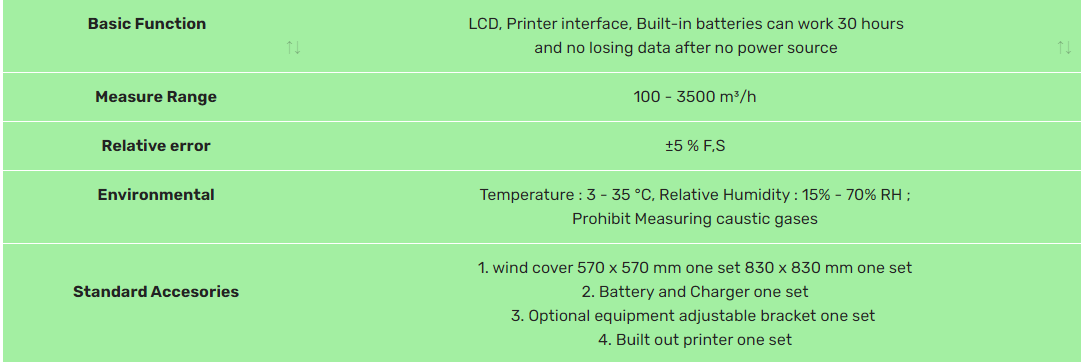 Basic Function
LCD, Printer interface, Built-in batteries can work 30 hours
and no losing data after no power source
Measure Range
100 - 3500 m³/h
Relative error
±5 % F,S
Environmental
Temperature : 3 - 35 °C, Relative Humidity : 15% - 70% RH ;
Prohibit Measuring caustic gases
Standard Accesories
1. wind cover 570 x 570 mm one set 830 x 830 mm one set
2. Battery and Charger one set
3. Optional equipment adjustable bracket one set
4. Built out printer one set